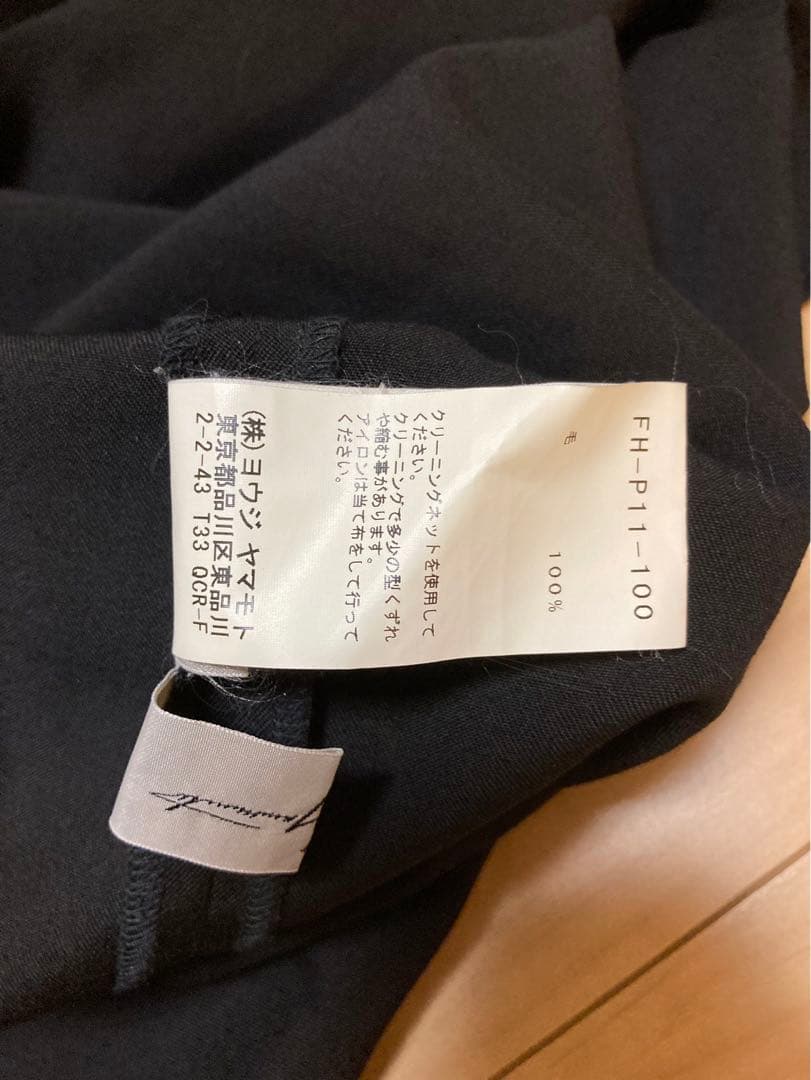 FH-P11-100
毛
100%
クリーニングネットを使用して
ください。
クリーニングで多少の型くずれ
や縮む事があります。
アイロンは当て布をして行って
ください。
(株)ヨウジ ヤマモト
東京都品川区東品川
2-2-43 T33 QCR-F